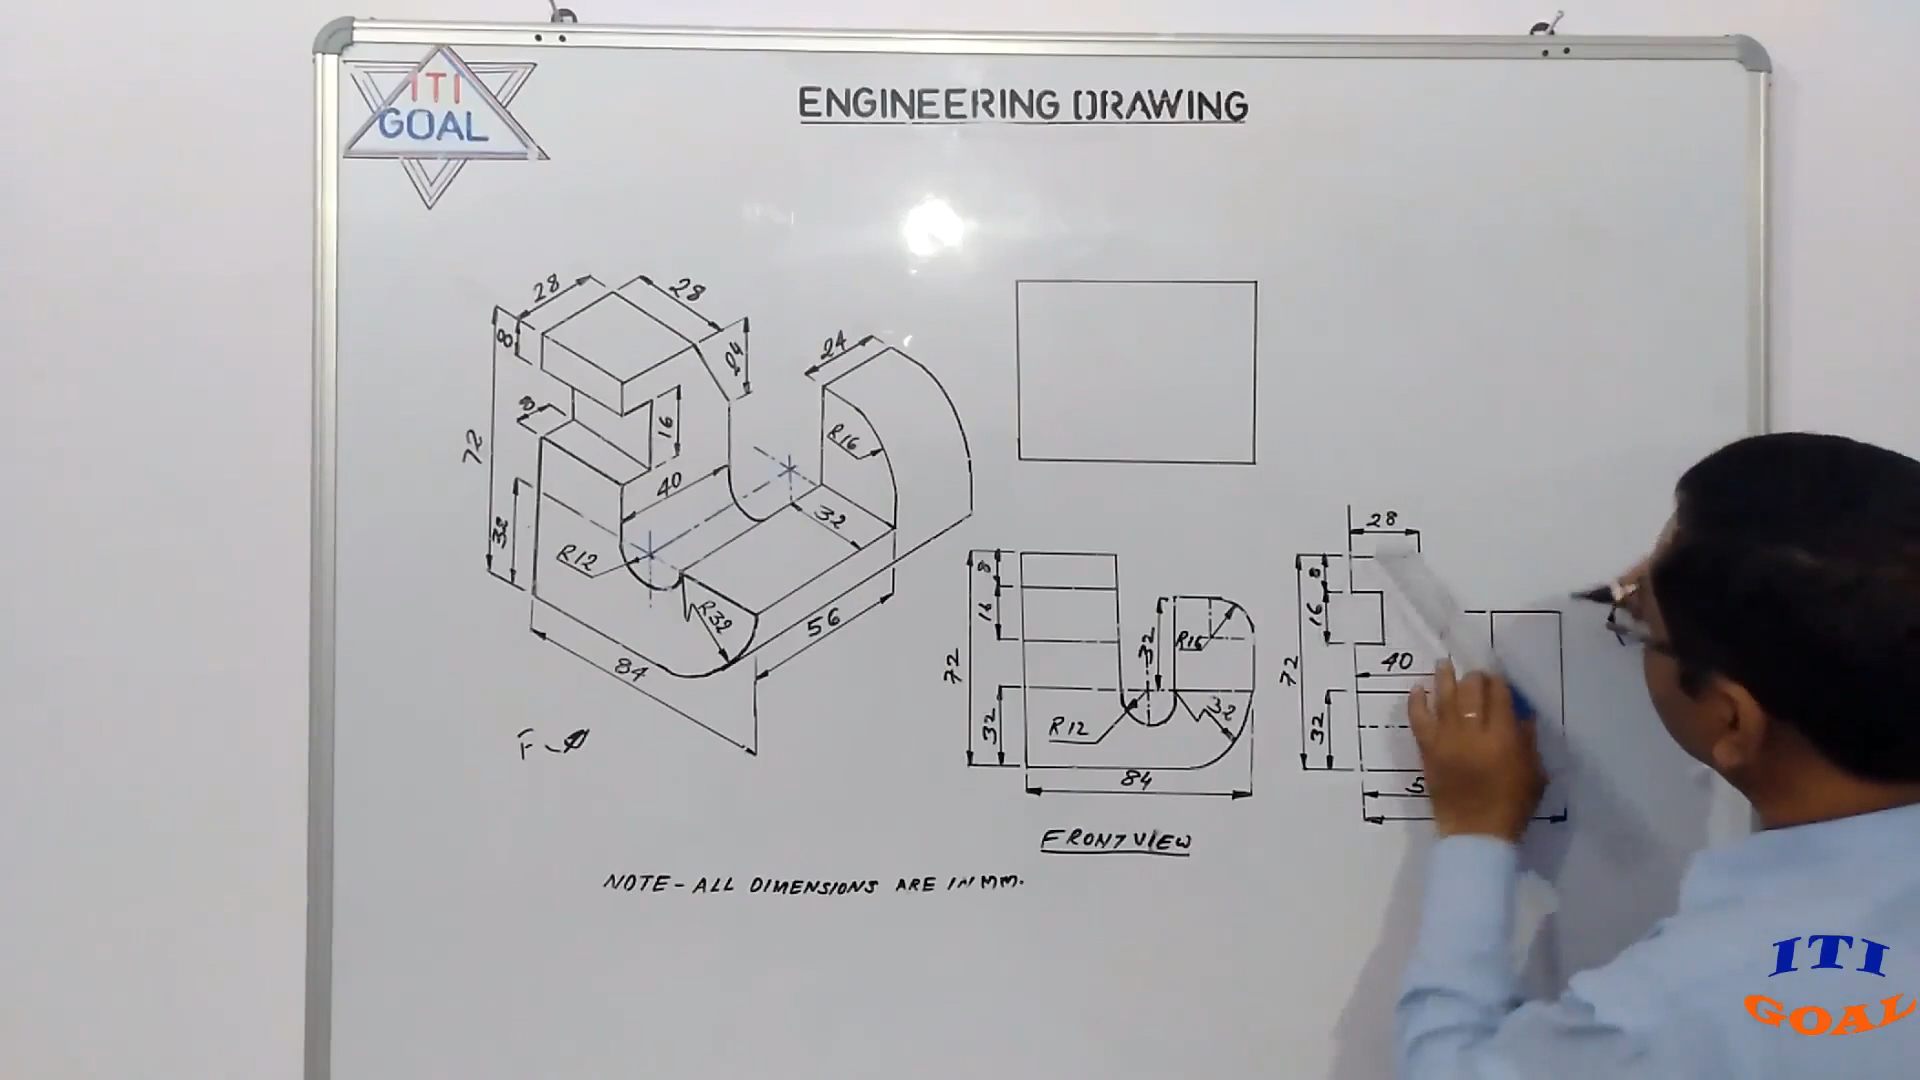 ITI
GOAL
ENGINEERING DRAWING
28
28
8
24
24
8
16
R16
72
40
32
32
R12
R32
56
84
F
8
16
32
R16
72
32
R12
32
84
FRONT VIEW
28
8
16
72
40
32
5
NOTE - ALL DIMENSIONS ARE IN MM.
ITI
GOAL